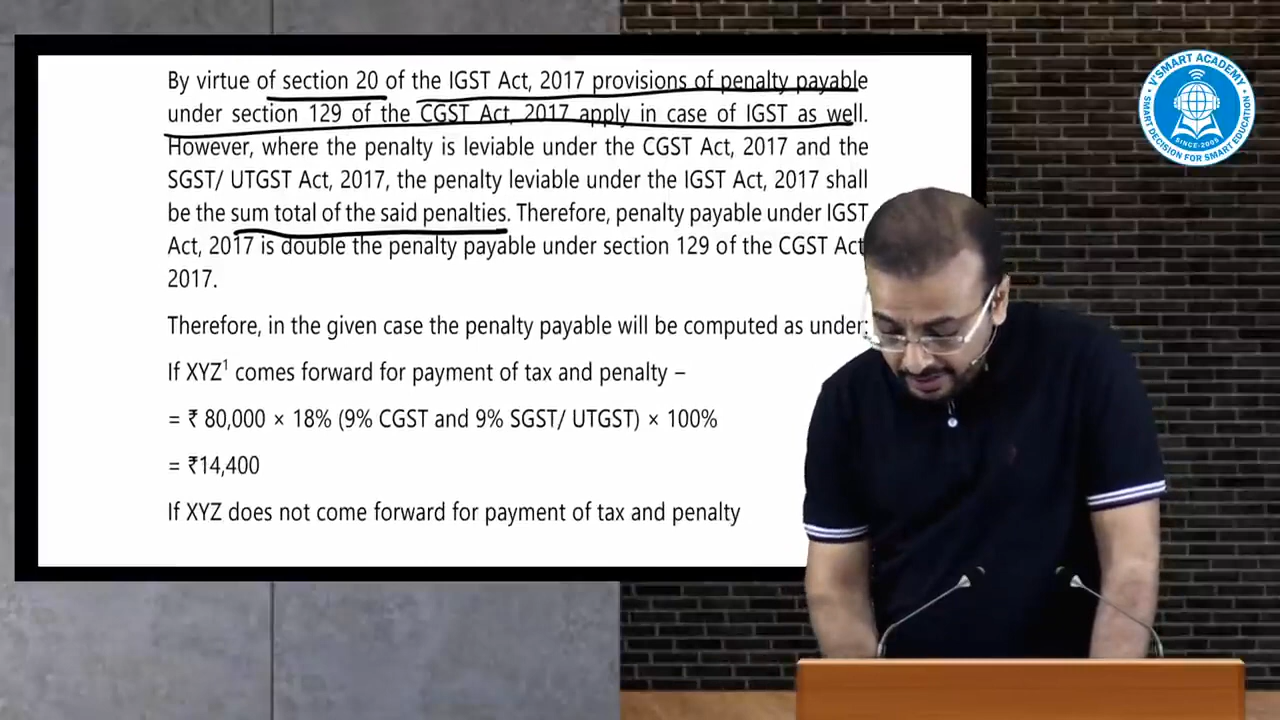 By virtue of section 20 of the IGST Act, 2017 provisions of penalty payable
under section 129 of the CGST Act, 2017 apply in case of IGST as well.
However, where the penalty is leviable under the CGST Act, 2017 and the
SGST/ UTGST Act, 2017, the penalty leviable under the IGST Act, 2017 shall
be the sum total of the said penalties. Therefore, penalty payable under IGST
Act, 2017 is double the penalty payable under section 129 of the CGST Act
2017.
Therefore, in the given case the penalty payable will be computed as under:
If XYZ¹ comes forward for payment of tax and penalty –
= ₹ 80,000 × 18% (9% CGST and 9% SGST/ UTGST) × 100%
= ₹14,400
If XYZ does not come forward for payment of tax and penalty
V'SMART ACADEMY
SINCE-2005
SMART DECISION FOR SMART EDUCATION